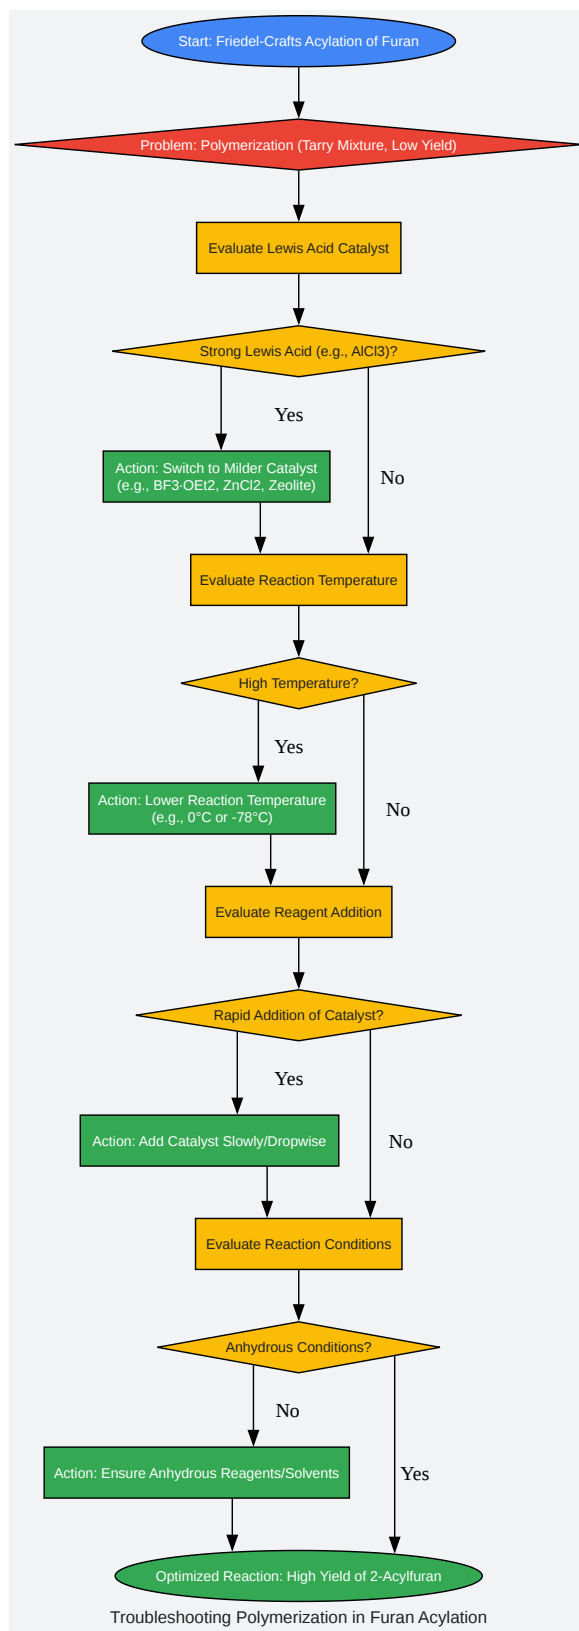 Start: Friedel-Crafts Acylation of Furan
Problem: Polymerization (Tarry Mixture, Low Yield)
Evaluate Lewis Acid Catalyst
Strong Lewis Acid (e.g., AlCl3)?
Yes
Action: Switch to Milder Catalyst
(e.g., BF3·OEt2, ZnCl2, Zeolite)
No
Evaluate Reaction Temperature
High Temperature?
Yes
Action: Lower Reaction Temperature
(e.g., 0°C or -78°C)
No
Evaluate Reagent Addition
Rapid Addition of Catalyst?
Yes
Action: Add Catalyst Slowly/Dropwise
No
Evaluate Reaction Conditions
Anhydrous Conditions?
No
Action: Ensure Anhydrous Reagents/Solvents
Yes
Optimized Reaction: High Yield of 2-Acylfuran
Troubleshooting Polymerization in Furan Acylation